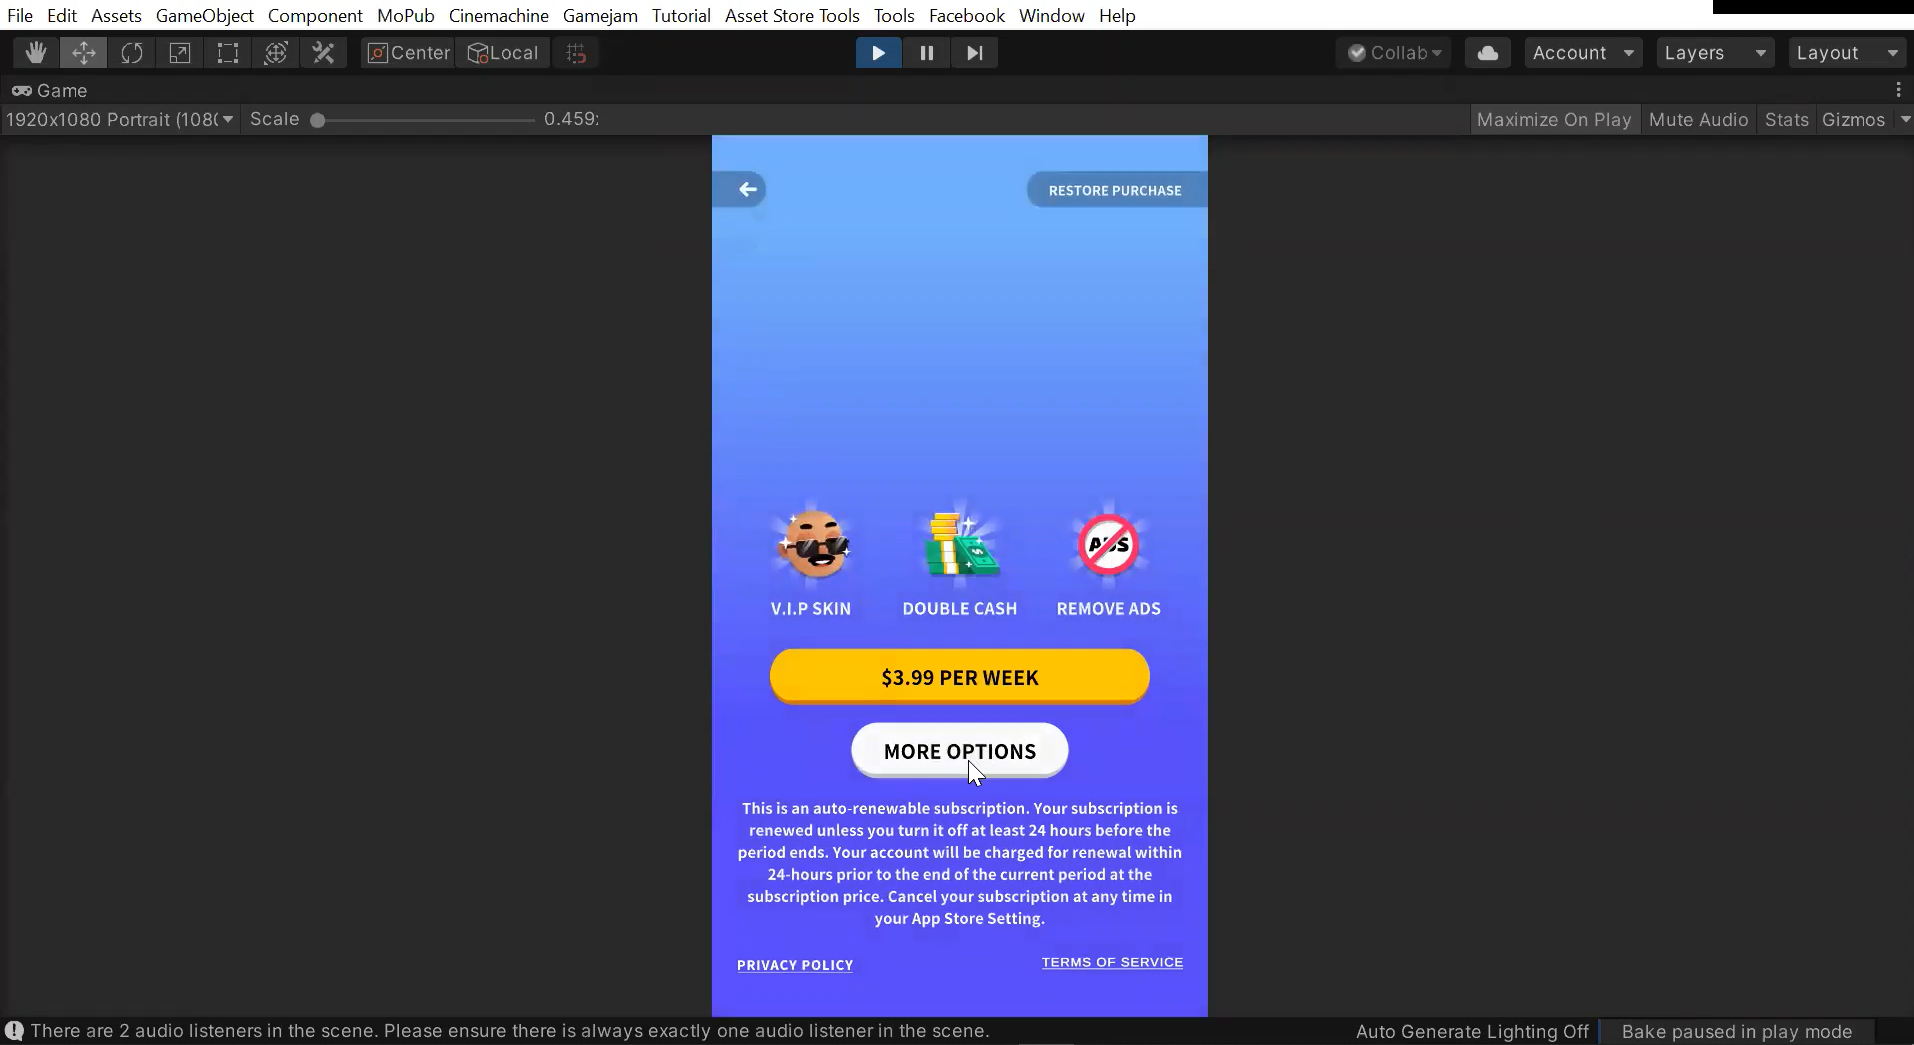 File Edit Assets GameObject Component MoPub Cinemachine Gamejam Tutorial Asset Store Tools Tools Facebook Window Help
Center Local Collab Account Layers Layout
Game
1920x1080 Portrait (108( Scale 0.459: Maximize On Play Mute Audio Stats Gizmos
RESTORE PURCHASE
ADS
V.I.P SKIN DOUBLE CASH REMOVE ADS
$3.99 PER WEEK
MORE OPTIONS
This is an auto-renewable subscription. Your subscription is
renewed unless you turn it off at least 24 hours before the
period ends. Your account will be charged for renewal within
24-hours prior to the end of the current period at the
subscription price. Cancel your subscription at any time in
your App Store Setting.
PRIVACY POLICY TERMS OF SERVICE
There are 2 audio listeners in the scene. Please ensure there is always exactly one audio listener in the scene. Auto Generate Lighting Off Bake paused in play mode